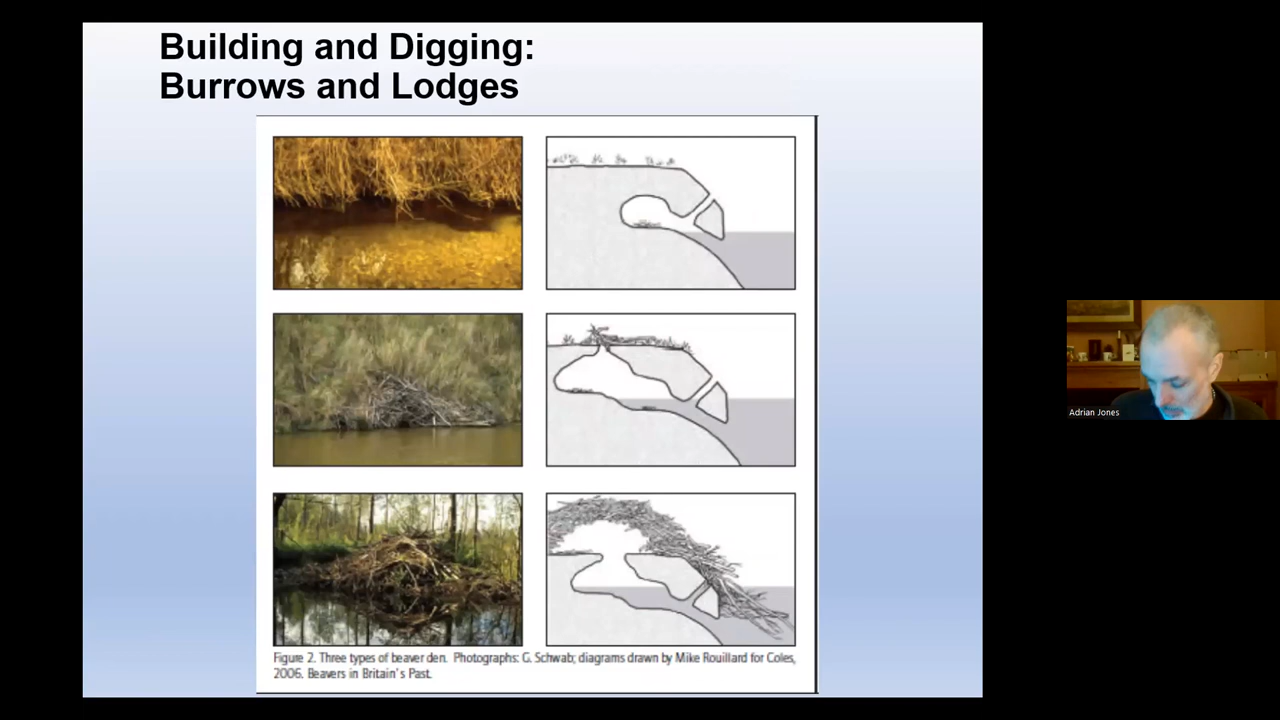 Building and Digging:
Burrows and Lodges
Figure 2. Three types of beaver den. Photographs: G. Schwab; diagrams drawn by Mike Rouillard for Coles,
2006. Beavers in Britain's Past.
Adrian Jones